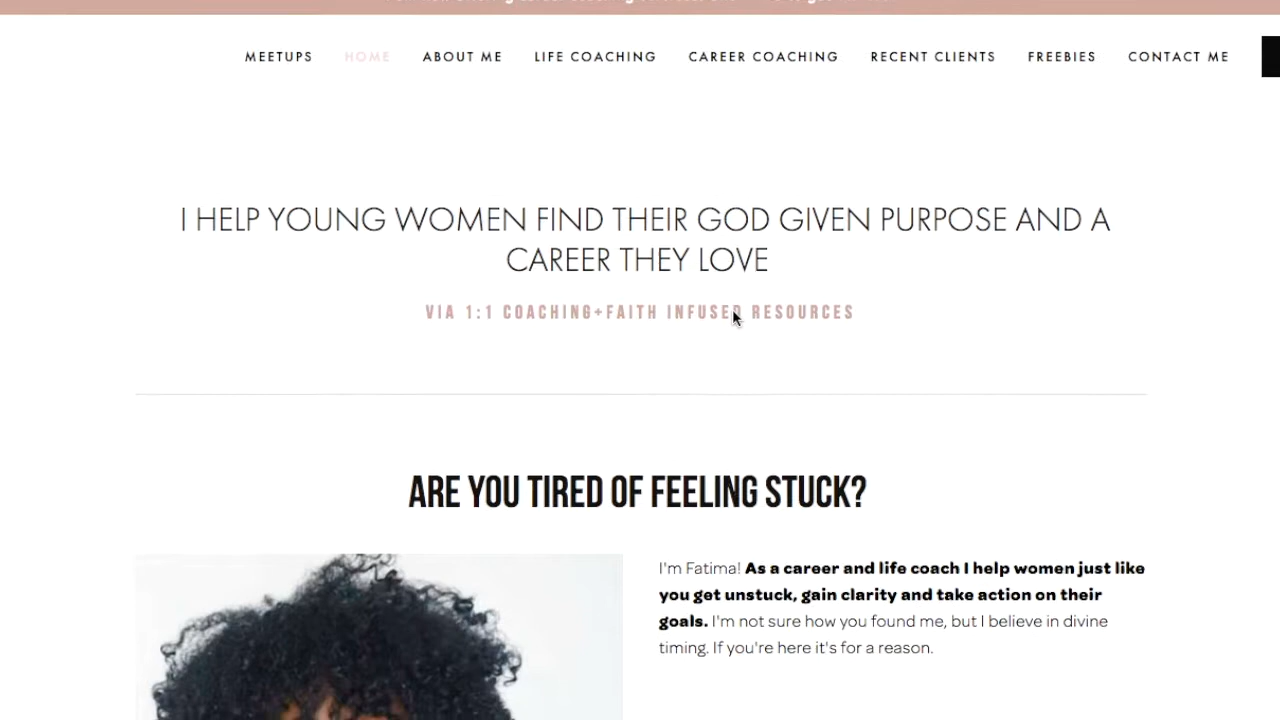 MEETUPS HOME ABOUT ME LIFE COACHING CAREER COACHING RECENT CLIENTS FREEBIES CONTACT ME
I HELP YOUNG WOMEN FIND THEIR GOD GIVEN PURPOSE AND A
CAREER THEY LOVE
VIA 1:1 COACHING+FAITH INFUSED RESOURCES
ARE YOU TIRED OF FEELING STUCK?
I'm Fatima! As a career and life coach I help women just like
you get unstuck, gain clarity and take action on their
goals. I'm not sure how you found me, but I believe in divine
timing. If you're here it's for a reason.